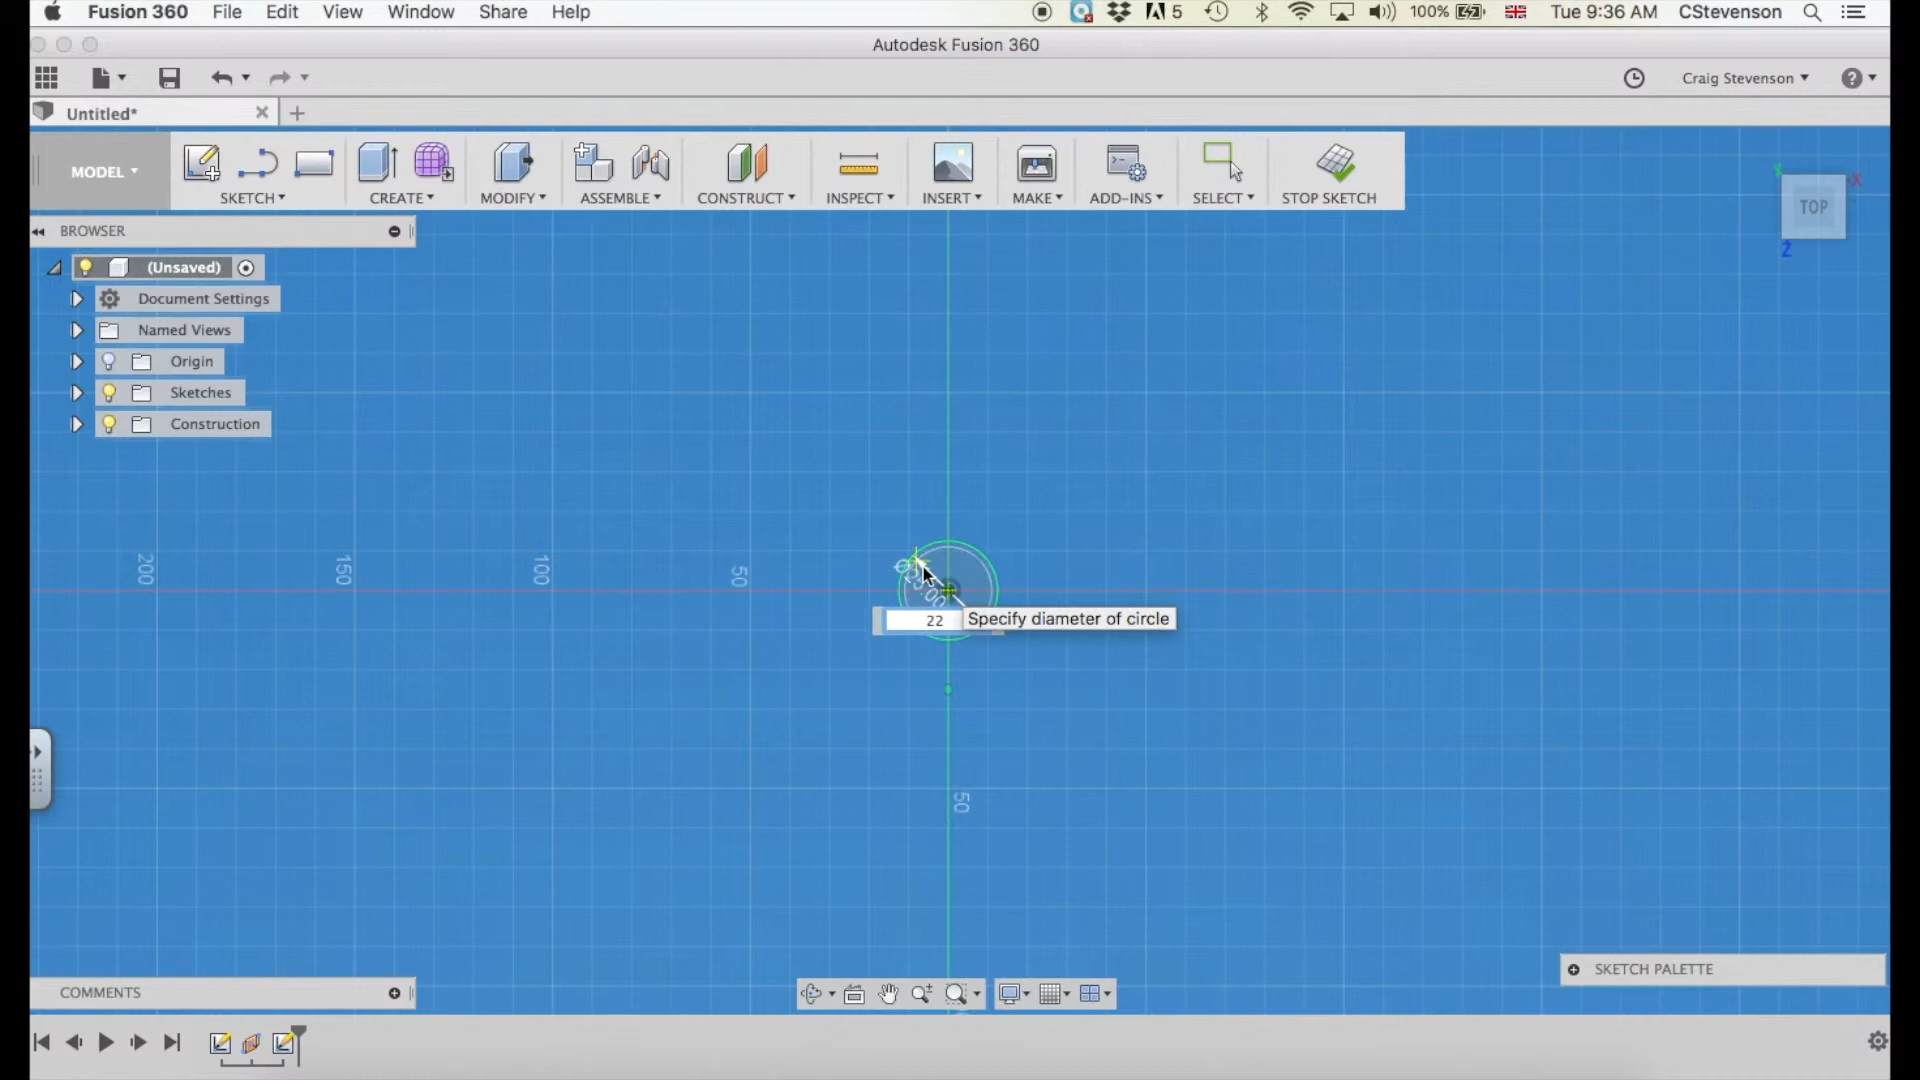 Fusion 360 File Edit View Window Share Help 5 100% Tue 9:36 AM CStevenson
Autodesk Fusion 360
Craig Stevenson
Untitled*
MODEL
SKETCH CREATE MODIFY ASSEMBLE CONSTRUCT INSPECT INSERT MAKE ADD-INS SELECT STOP SKETCH
Y X
TOP
Z
BROWSER
(Unsaved)
Document Settings
Named Views
Origin
Sketches
Construction
200 150 100 50
22 Specify diameter of circle
50
SKETCH PALETTE
COMMENTS